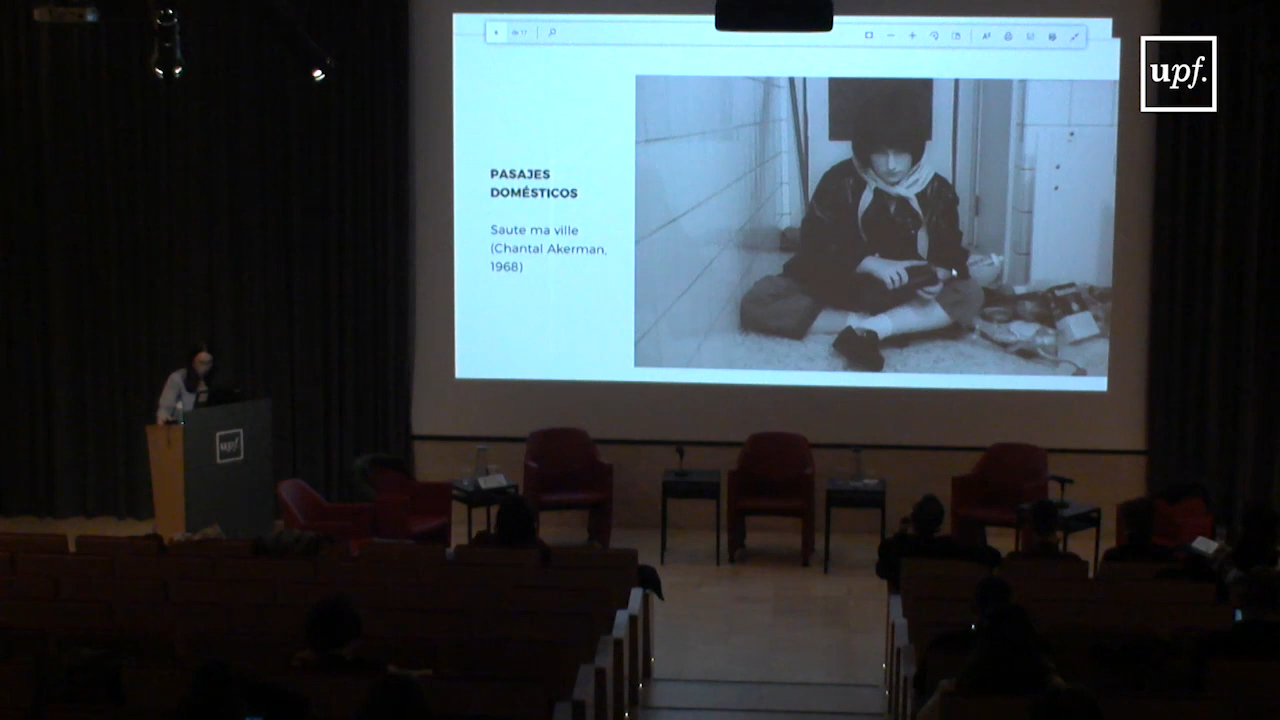 upf.
PASAJES
DOMÉSTICOS
Saute ma ville
(Chantal Akerman,
1968)
upf.